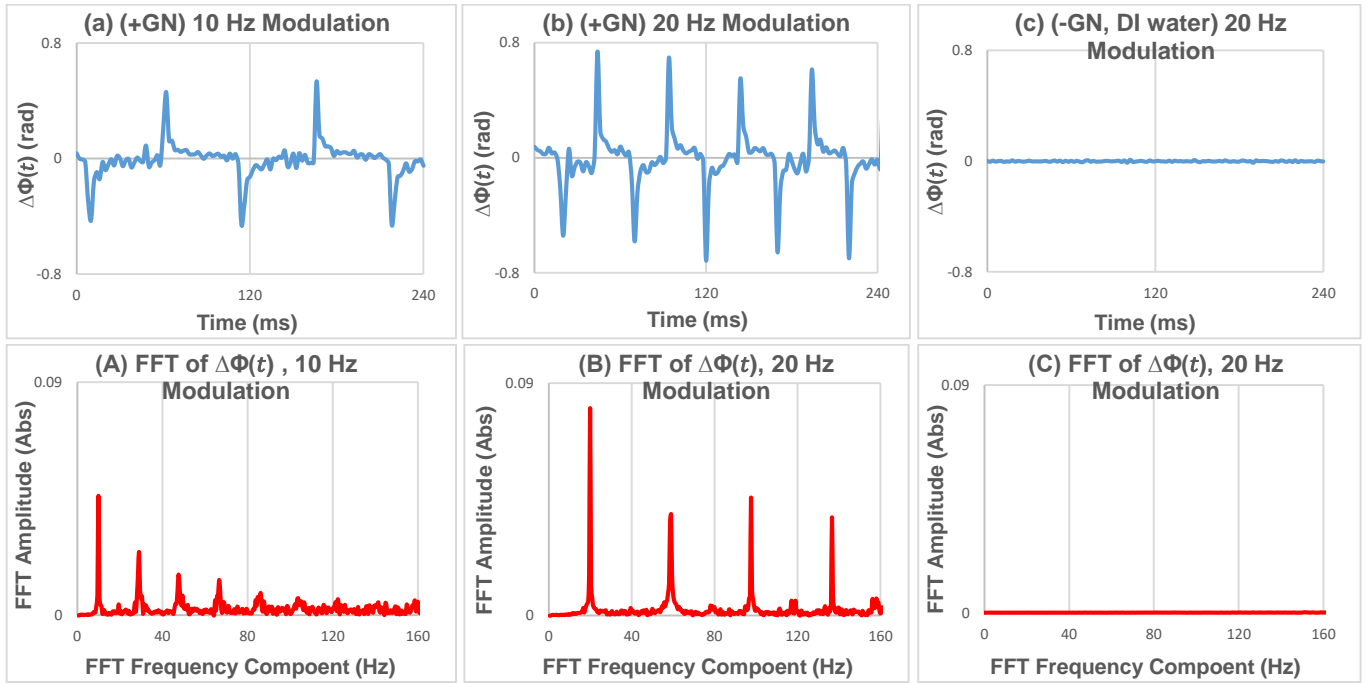 (a) (+GN) 10 Hz Modulation
0.8
0
-0.8
0
120
240
ΔΦ(t) (rad)
Time (ms)
(b) (+GN) 20 Hz Modulation
0.8
0
-0.8
0
120
240
ΔΦ(t) (rad)
Time (ms)
(c) (-GN, DI water) 20 Hz
Modulation
0.8
0
-0.8
0
120
240
ΔΦ(t) (rad)
Time (ms)
(A) FFT of ΔΦ(t) , 10 Hz
Modulation
0.09
0
0
40
80
120
160
FFT Amplitude (Abs)
FFT Frequency Compoent (Hz)
(B) FFT of ΔΦ(t), 20 Hz
Modulation
0.09
0
0
40
80
120
160
FFT Amplitude (Abs)
FFT Frequency Compoent (Hz)
(C) FFT of ΔΦ(t), 20 Hz
Modulation
0.09
0
0
40
80
120
160
FFT Amplitude (Abs)
FFT Frequency Compoent (Hz)